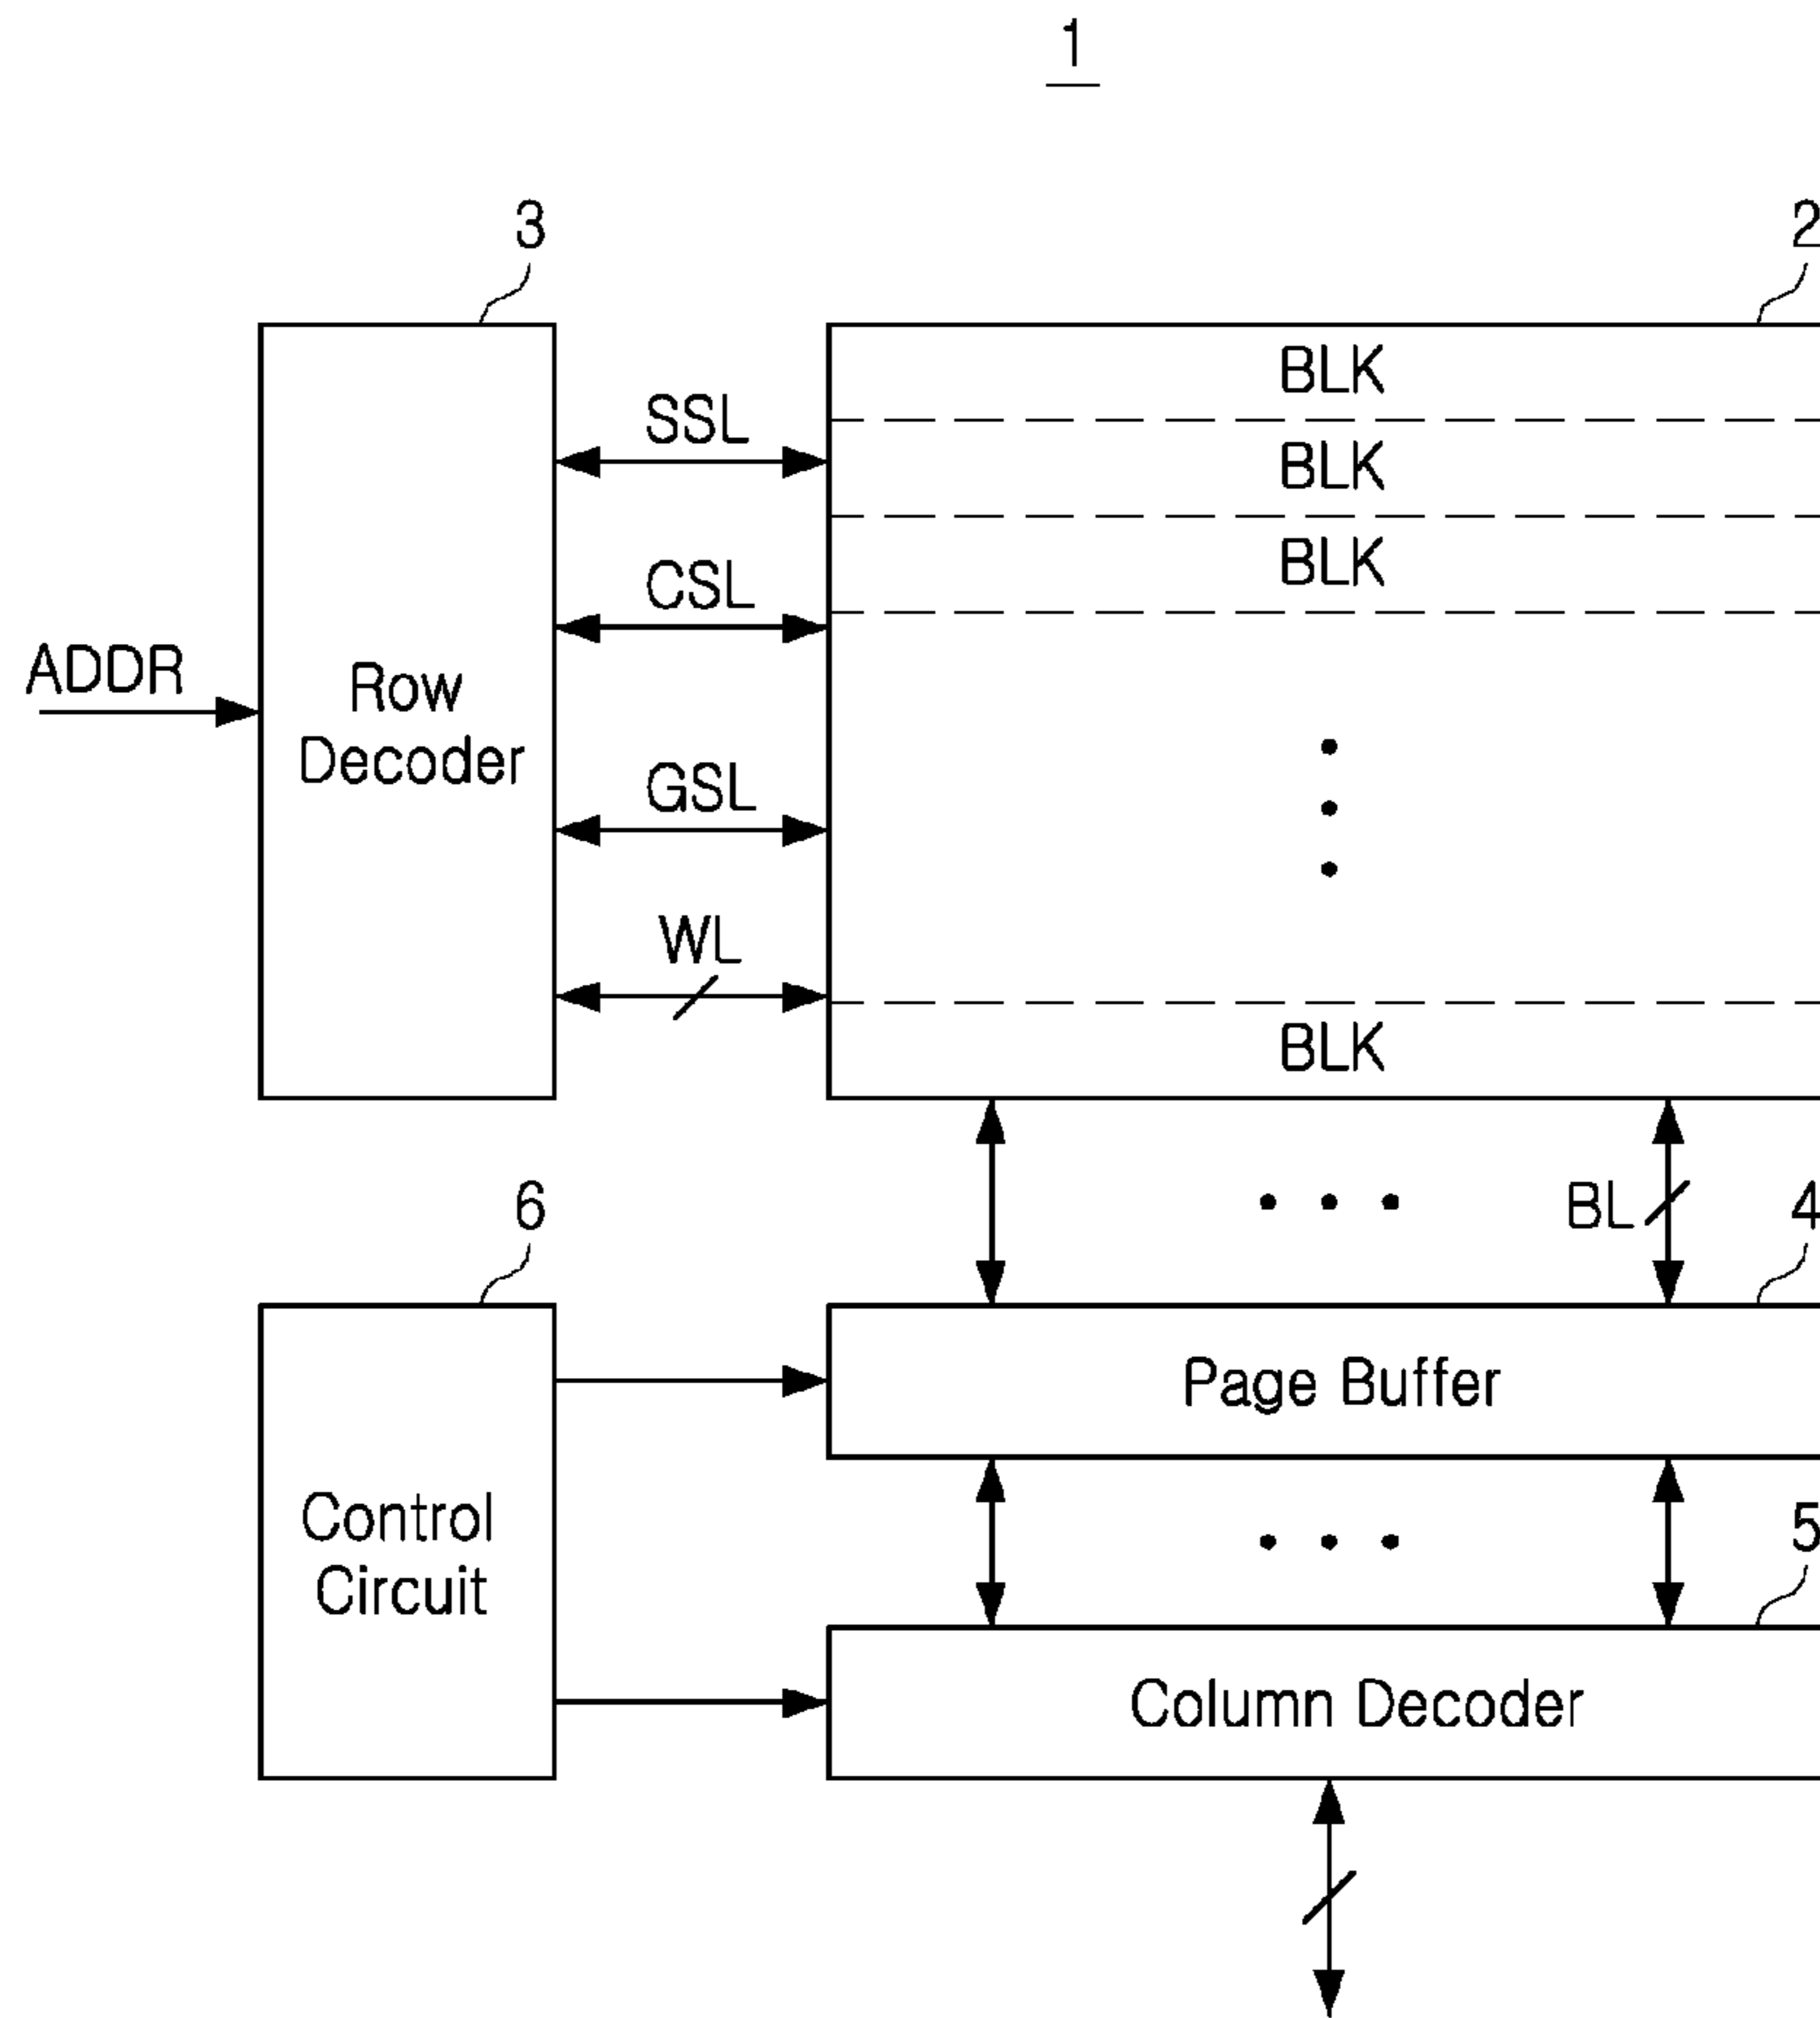 1
3
2
BLK
SSL
BLK
BLK
CSL
ADDR
Row
Decoder
GSL
WL
BLK
6
BL
4
Page Buffer
Control
Circuit
5
Column Decoder